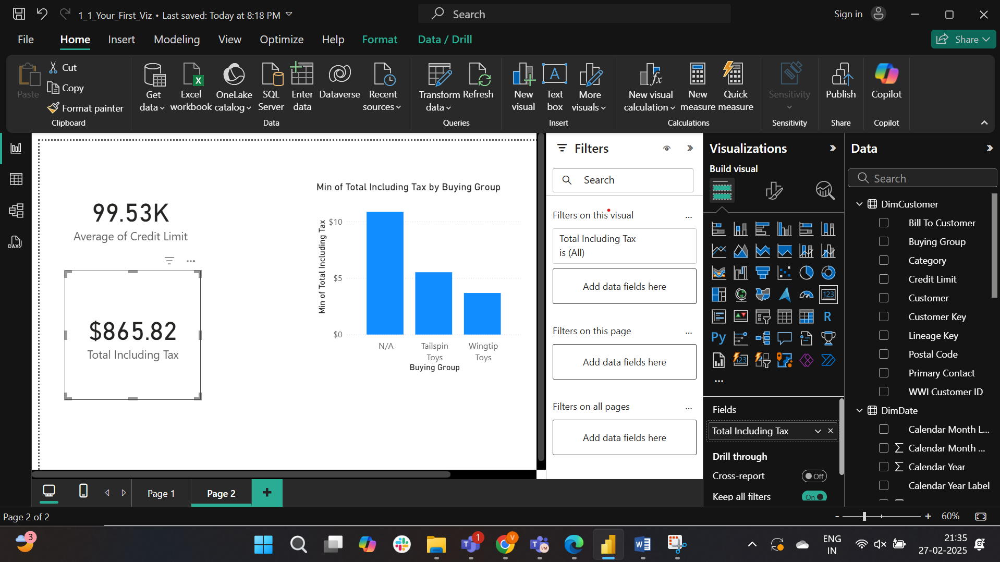 1_1_Your_First_Viz • Last saved: Today at 8:18 PM
Search
Sign in
File
Home
Insert
Modeling
View
Optimize
Help
Format
Data / Drill
Share
Paste
Cut
Copy
Format painter
Clipboard
Get
data
Excel
workbook
OneLake
catalog
SQL
Server
Enter
data
Dataverse
Recent
sources
Data
Transform
data
Refresh
Queries
New
visual
Text
box
More
visuals
Insert
New visual
calculation
New
measure
Quick
measure
Calculations
Sensitivity
Sensitivity
Publish
Share
Copilot
Copilot
DAX
99.53K
Average of Credit Limit
$865.82
Total Including Tax
Min of Total Including Tax by Buying Group
Min of Total Including Tax
$10
$5
$0
N/A
Tailspin
Toys
Wingtip
Toys
Buying Group
Filters
Search
Filters on this visual
...
Total Including Tax
is (All)
Add data fields here
Filters on this page
...
Add data fields here
Filters on all pages
...
Add data fields here
Visualizations
Build visual
123
R
Py
123
...
Fields
Total Including Tax
Drill through
Cross-report
Off
Keep all filters
On
Data
Search
DimCustomer
Bill To Customer
Buying Group
Category
Credit Limit
Customer
Customer Key
Lineage Key
Postal Code
Primary Contact
WWI Customer ID
DimDate
Calendar Month L...
Calendar Month ...
Calendar Year
Calendar Year Label
Page 1
Page 2
+
Page 2 of 2
-
+
60%
3
1
V
VM
ENG
IN
21:35
27-02-2025